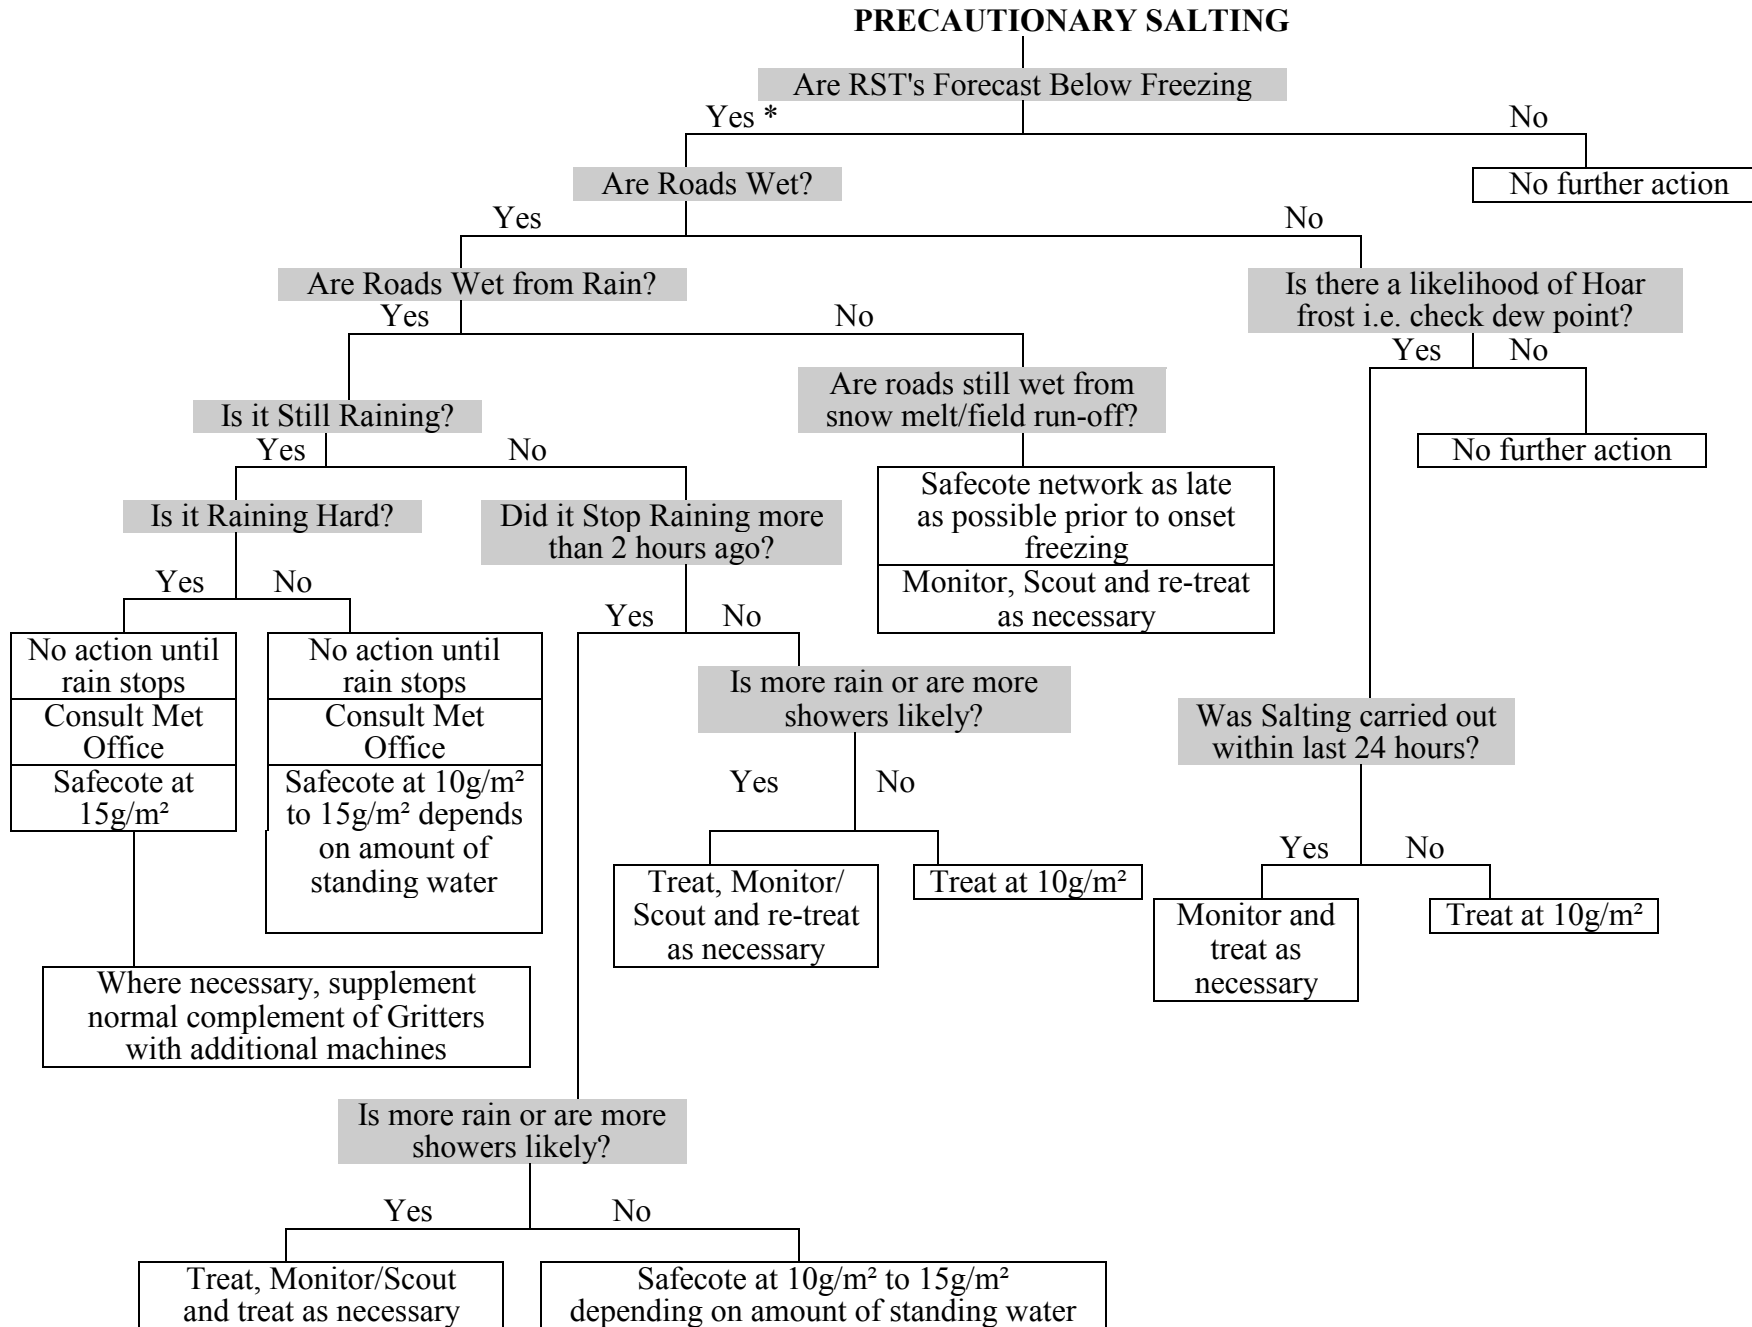 PRECAUTIONARY SALTING
Are RST's Forecast Below Freezing
Yes *
No
Are Roads Wet?
No further action
Yes
No
Are Roads Wet from Rain?
Is there a likelihood of Hoar
frost i.e. check dew point?
Yes
No
Yes
No
Are roads still wet from
snow melt/field run-off?
Is it Still Raining?
Yes
No
No further action
Safecote network as late
as possible prior to onset
freezing
Monitor, Scout and re-treat
as necessary
Is it Raining Hard?
Did it Stop Raining more
than 2 hours ago?
Yes
No
Yes
No
No action until
rain stops
Consult Met
Office
Safecote at
15g/m²
No action until
rain stops
Consult Met
Office
Safecote at 10g/m²
to 15g/m² depends
on amount of
standing water
Is more rain or are more
showers likely?
Was Salting carried out
within last 24 hours?
Yes
No
Yes
No
Treat, Monitor/
Scout and re-treat
as necessary
Treat at 10g/m²
Monitor and
treat as
necessary
Treat at 10g/m²
Where necessary, supplement
normal complement of Gritters
with additional machines
Is more rain or are more
showers likely?
Yes
No
Treat, Monitor/Scout
and treat as necessary
Safecote at 10g/m² to 15g/m²
depending on amount of standing water